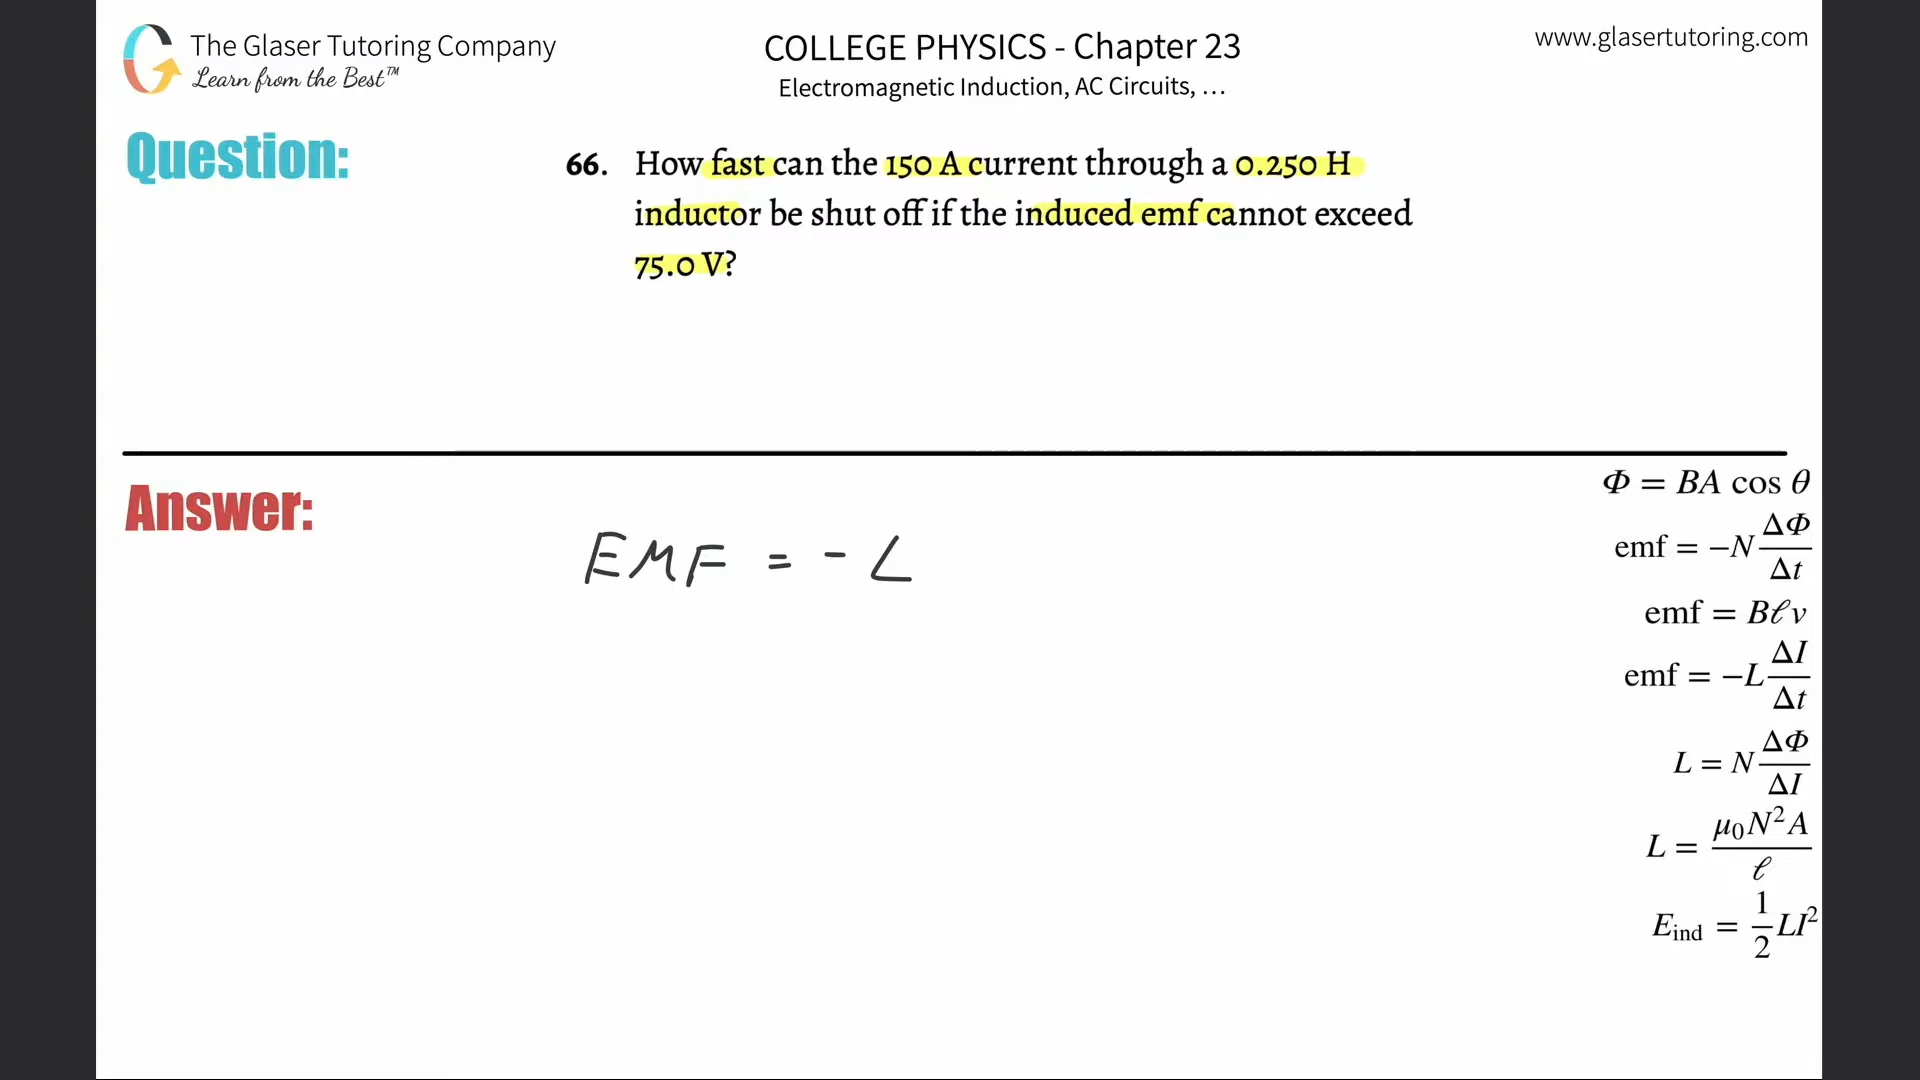 The Glaser Tutoring Company
Learn from the Best™
COLLEGE PHYSICS - Chapter 23
Electromagnetic Induction, AC Circuits, ...
www.glasertutoring.com
Question:
66. How fast can the 150 A current through a 0.250 H
inductor be shut off if the induced emf cannot exceed
75.0 V?
Answer:
EMF = - L
Φ = BA cos θ
emf = −N ΔΦ/Δt
emf = Bℓv
emf = −L ΔI/Δt
L = N ΔΦ/ΔI
L = μ₀N²A/ℓ
E_ind = 1/2 LI²